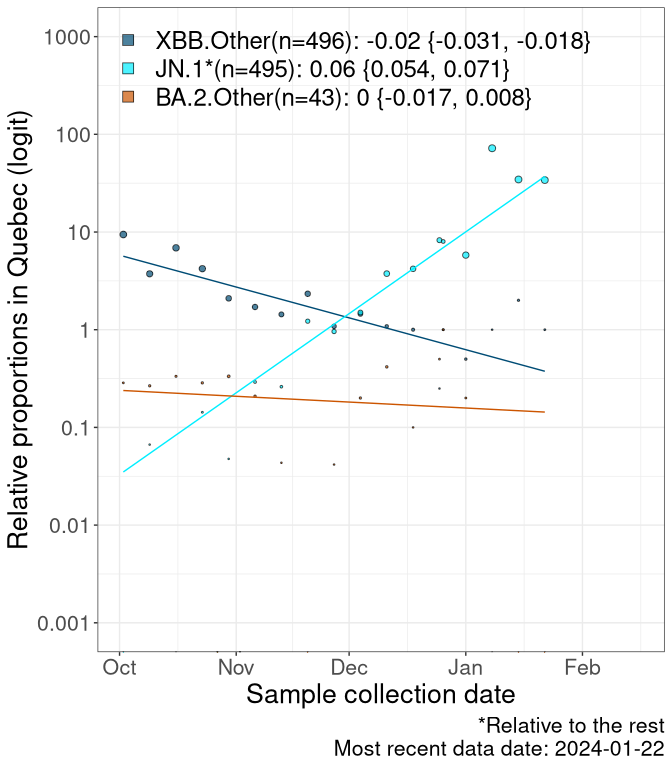 Relative proportions in Quebec (logit)
1000
100
10
1
0.1
0.01
0.001
XBB.Other(n=496): -0.02 {-0.031, -0.018}
JN.1*(n=495): 0.06 {0.054, 0.071}
BA.2.Other(n=43): 0 {-0.017, 0.008}
Oct Nov Dec Jan Feb
Sample collection date
*Relative to the rest
Most recent data date: 2024-01-22